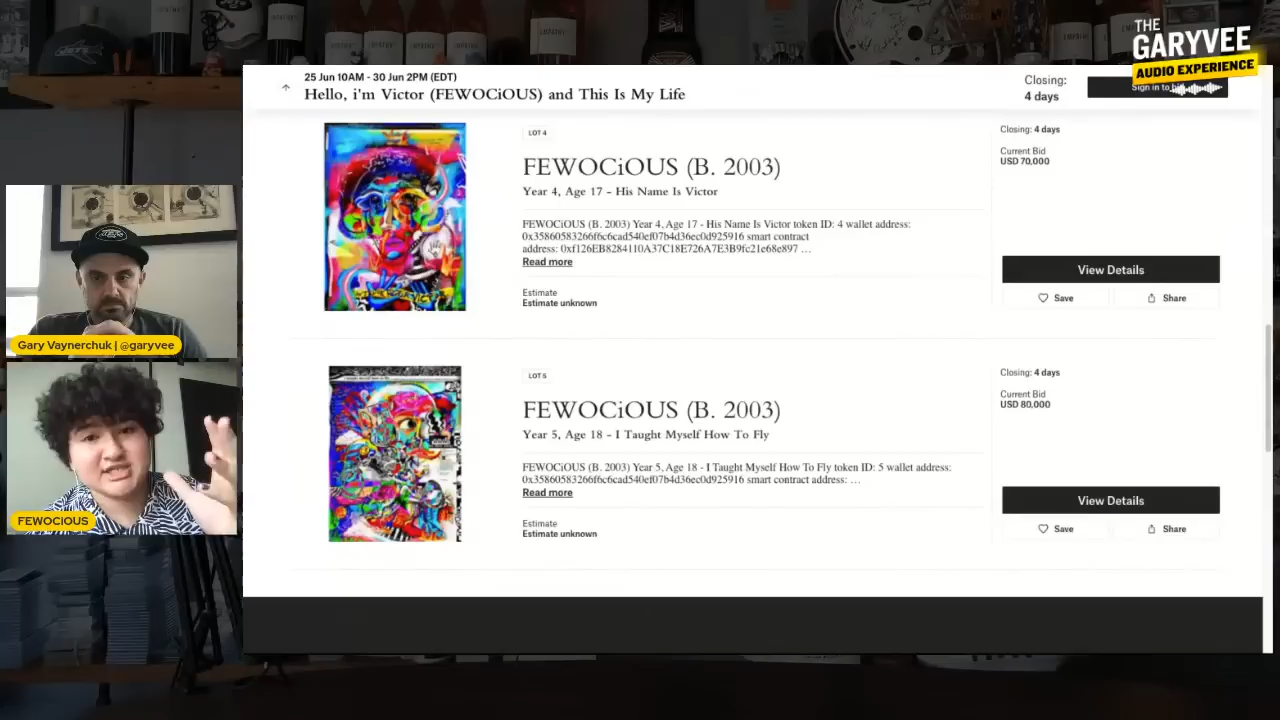 THE
GARYVEE
AUDIO EXPERIENCE
25 Jun 10AM - 30 Jun 2PM (EDT)
Hello, i'm Victor (FEWOCiOUS) and This Is My Life
Closing:
4 days
Sign in to
LOT 4
FEWOCiOUS (B. 2003)
Year 4, Age 17 - His Name Is Victor
FEWOCiOUS (B. 2003) Year 4, Age 17 - His Name Is Victor token ID: 4 wallet address:
0x35860583266f6c6cad540ef07b4d36ec0d925916 smart contract
address: 0xf126EB8284110A37C18E726A7E3B9fc21e68e897 …
Read more
Estimate
Estimate unknown
Closing: 4 days
Current Bid
USD 70,000
View Details
Save
Share
Gary Vaynerchuk | @garyvee
LOT 5
FEWOCiOUS (B. 2003)
Year 5, Age 18 - I Taught Myself How To Fly
FEWOCiOUS (B. 2003) Year 5, Age 18 - I Taught Myself How To Fly token ID: 5 wallet address:
0x35860583266f6c6cad540ef07b4d36ec0d925916 smart contract address: …
Read more
Estimate
Estimate unknown
Closing: 4 days
Current Bid
USD 80,000
View Details
Save
Share
FEWOCiOUS